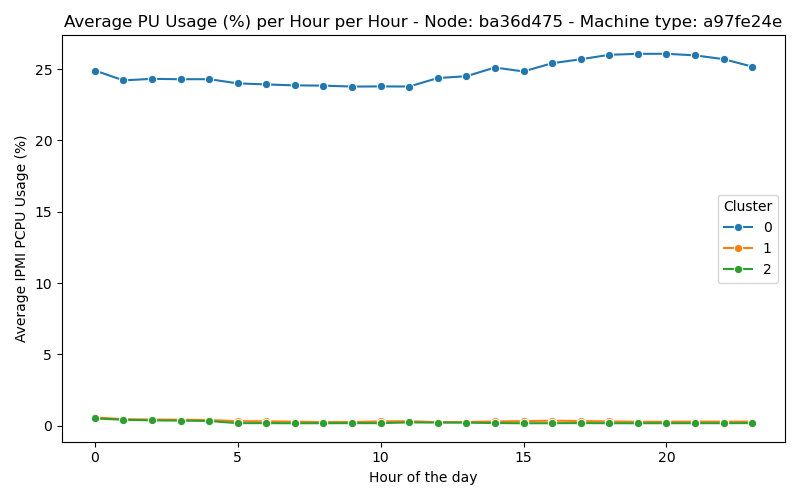 Average PU Usage (%) per Hour per Hour - Node: ba36d475 - Machine type: a97fe24e
Average IPMI PCPU Usage (%)
25
20
15
10
5
0
Cluster
0
1
2
0 5 10 15 20
Hour of the day